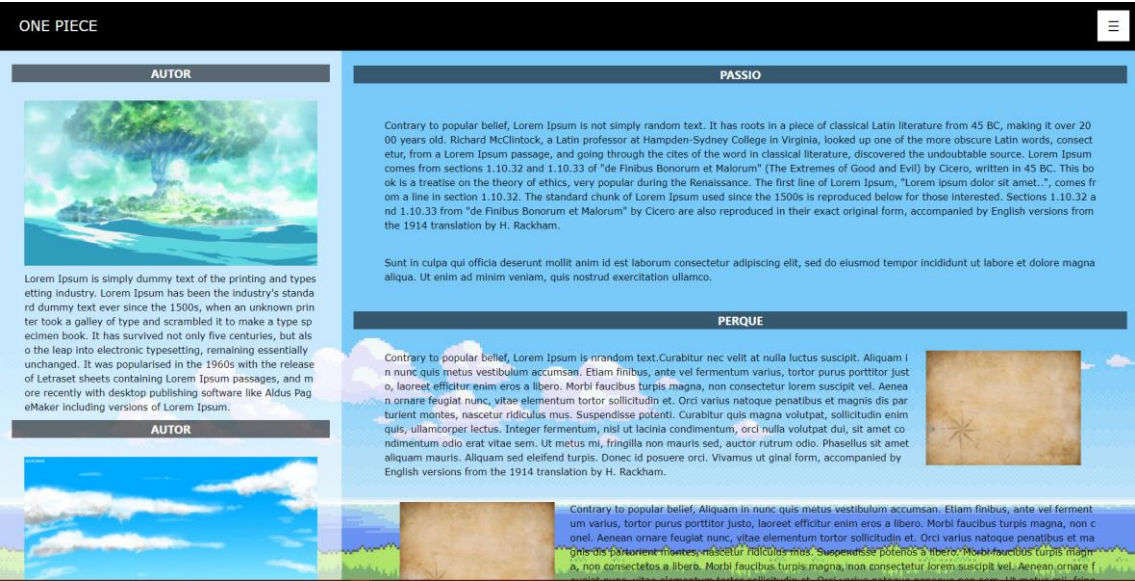 ONE PIECE
☰
AUTOR
Lorem Ipsum is simply dummy text of the printing and types
etting industry. Lorem Ipsum has been the industry's standa
rd dummy text ever since the 1500s, when an unknown prin
ter took a galley of type and scrambled it to make a type sp
ecimen book. It has survived not only five centuries, but als
o the leap into electronic typesetting, remaining essentially
unchanged. It was popularised in the 1960s with the release
of Letraset sheets containing Lorem Ipsum passages, and m
ore recently with desktop publishing software like Aldus Pag
eMaker including versions of Lorem Ipsum.
AUTOR
PASSIO
Contrary to popular belief, Lorem Ipsum is not simply random text. It has roots in a piece of classical Latin literature from 45 BC, making it over 20
00 years old. Richard McClintock, a Latin professor at Hampden-Sydney College in Virginia, looked up one of the more obscure Latin words, consect
etur, from a Lorem Ipsum passage, and going through the cites of the word in classical literature, discovered the undoubtable source. Lorem Ipsum
comes from sections 1.10.32 and 1.10.33 of "de Finibus Bonorum et Malorum" (The Extremes of Good and Evil) by Cicero, written in 45 BC. This bo
ok is a treatise on the theory of ethics, very popular during the Renaissance. The first line of Lorem Ipsum, "Lorem ipsum dolor sit amet..", comes fr
om a line in section 1.10.32. The standard chunk of Lorem Ipsum used since the 1500s is reproduced below for those interested. Sections 1.10.32 a
nd 1.10.33 from "de Finibus Bonorum et Malorum" by Cicero are also reproduced in their exact original form, accompanied by English versions from
the 1914 translation by H. Rackham.
Sunt in culpa qui officia deserunt mollit anim id est laborum consectetur adipiscing elit, sed do eiusmod tempor incididunt ut labore et dolore magna
aliqua. Ut enim ad minim veniam, quis nostrud exercitation ullamco.
PERQUE
Contrary to popular belief, Lorem Ipsum is nrandom text.Curabitur nec velit at nulla luctus suscipit. Aliquam i
n nunc quis metus vestibulum accumsan. Etiam finibus, ante vel fermentum varius, tortor purus porttitor just
o, laoreet efficitur enim eros a libero. Morbi faucibus turpis magna, non consectetur lorem suscipit vel. Aenea
n ornare feugiat nunc, vitae elementum tortor sollicitudin et. Orci varius natoque penatibus et magnis dis par
turient montes, nascetur ridiculus mus. Suspendisse potenti. Curabitur quis magna volutpat, sollicitudin enim
quis, ullamcorper lectus. Integer fermentum, nisl ut lacinia condimentum, orci nulla volutpat dui, sit amet co
ndimentum odio erat vitae sem. Ut metus mi, fringilla non mauris sed, auctor rutrum odio. Phasellus sit amet
aliquam mauris. Aliquam sed eleifend turpis. Donec id posuere orci. Vivamus ut ginal form, accompanied by
English versions from the 1914 translation by H. Rackham.
Contrary to popular belief, Aliquam in nunc quis metus vestibulum accumsan. Etiam finibus, ante vel ferment
um varius, tortor purus porttitor justo, laoreet efficitur enim eros a libero. Morbi faucibus turpis magna, non c
onel. Aenean ornare feugiat nunc, vitae elementum tortor sollicitudin et. Orci varius natoque penatibus et ma
gnis dis parturient montes, nascetur ridiculus mus. Suspendisse potenos a libero. Morbi faucibus turpis magn
a, non consectetos a libero. Morbi faucibus turpis magna, non consectetur lorem suscipit vel. Aenean ornare f